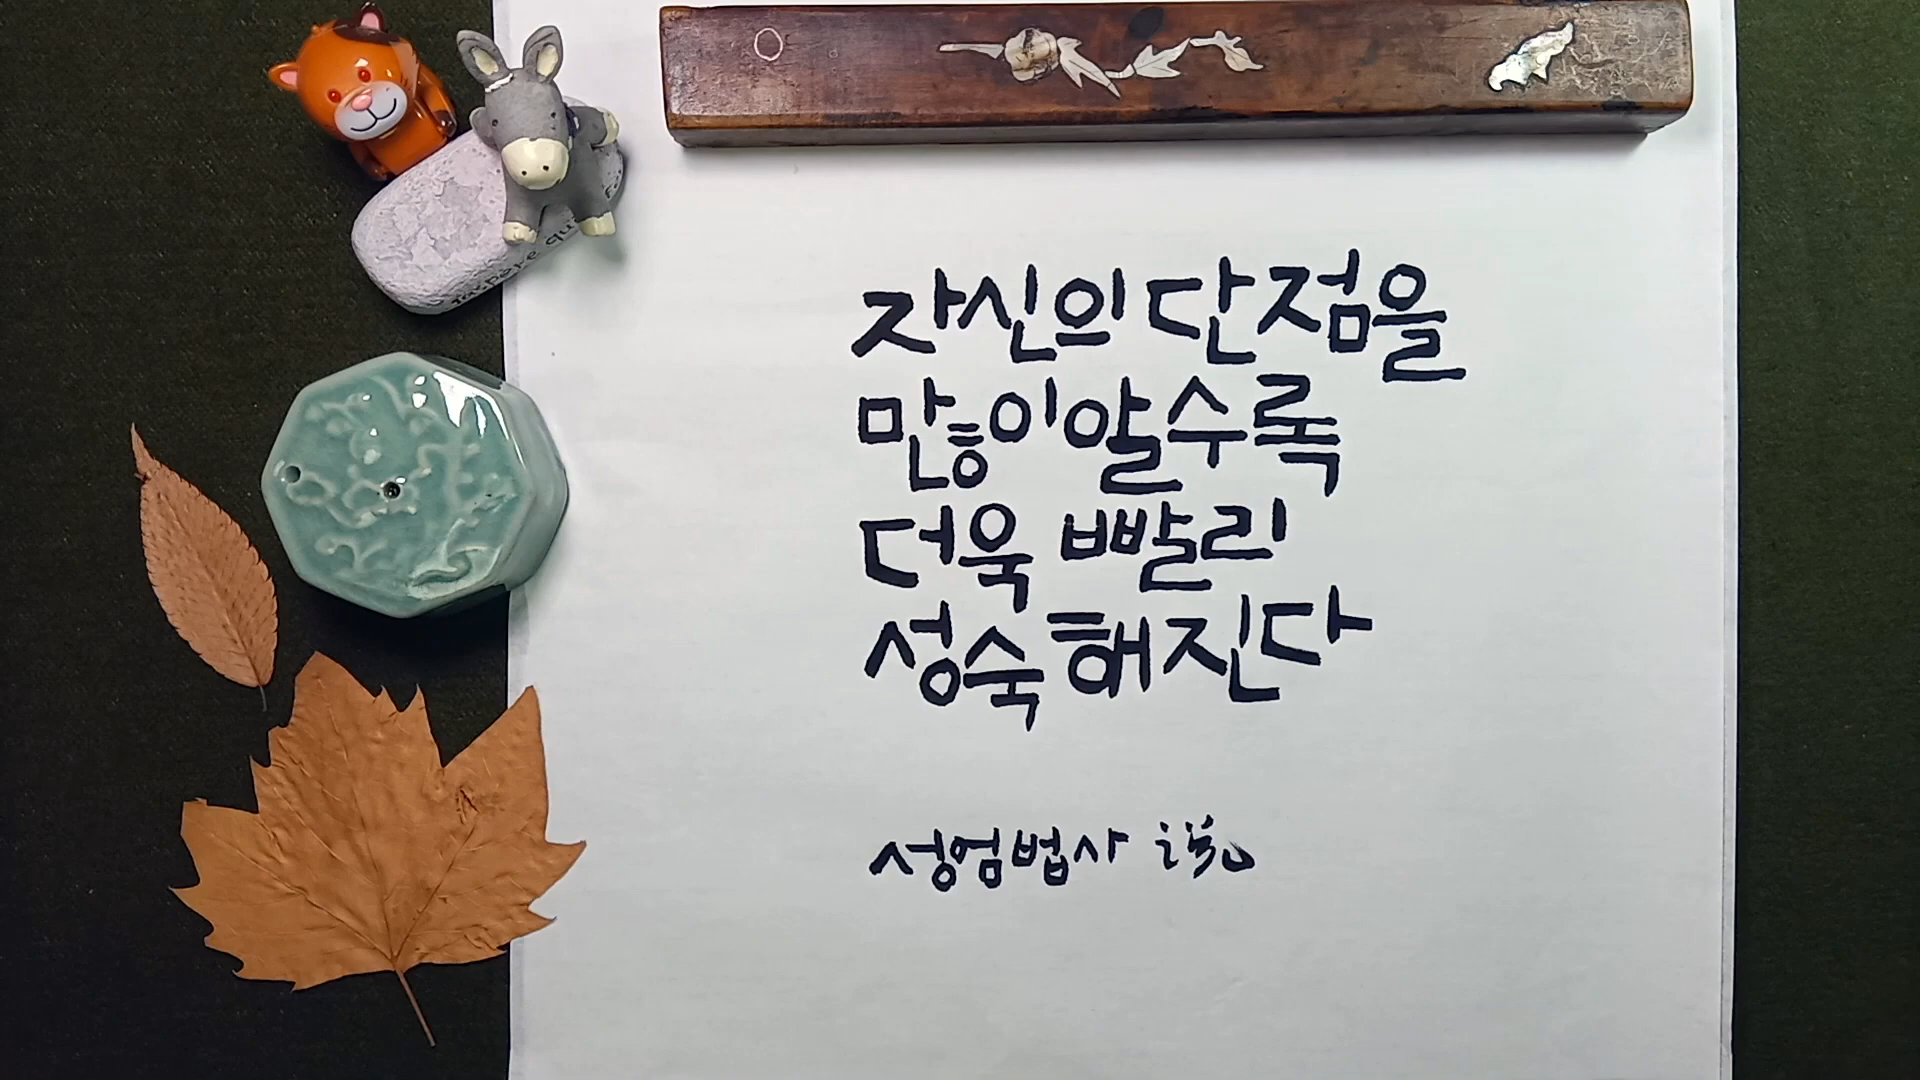 자신의 단점을
많이 알수록
더욱 빨리
성숙해진다
성엄법사 說